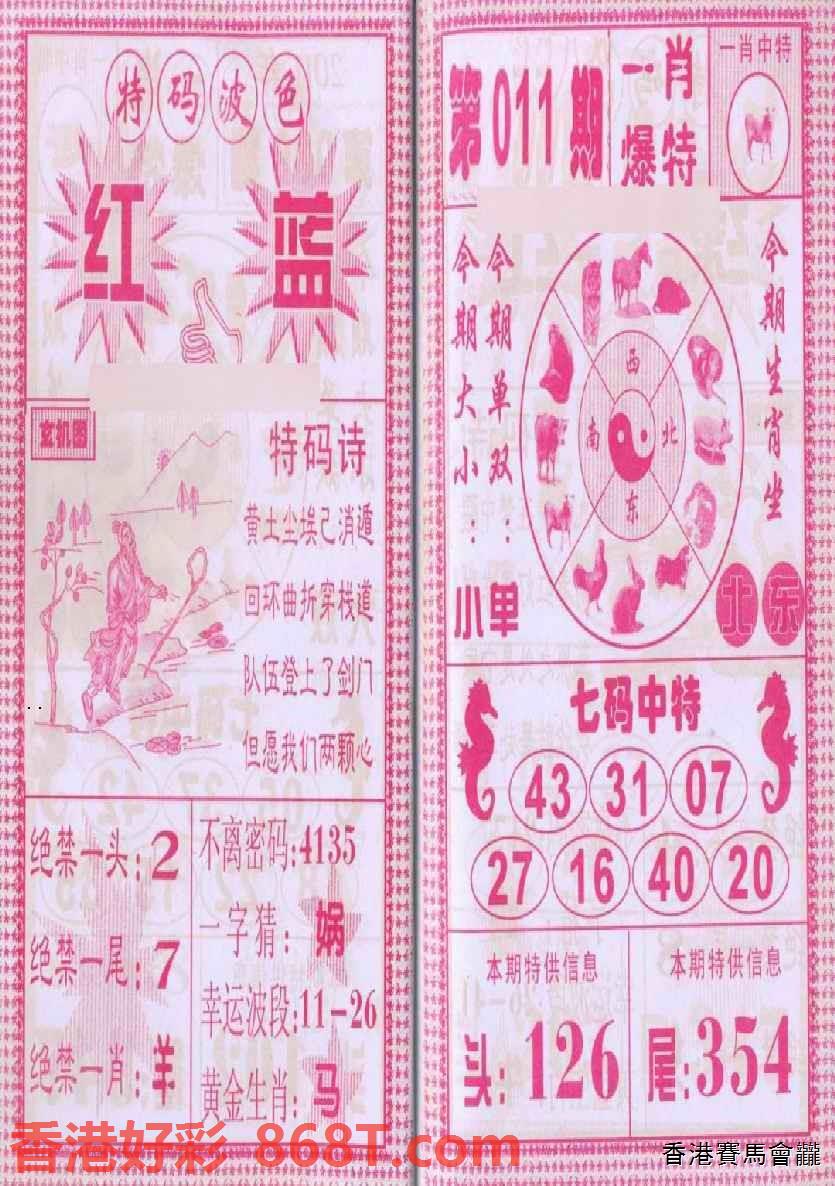 特码波色
红 蓝
玄机图
特码诗
黄土尘埃已消遁
回环曲折穿栈道
队伍登上了剑门
但愿我们两颗心
绝禁一头:2
绝禁一尾:7
绝禁一肖:羊
不离密码:4135
一字猜:娲
幸运波段:11-26
黄金生肖:马
第011期
一肖
爆特
一肖中特
今期大小:小
今期单双:单
西
南 北
东
今期生肖坐
北东
七码中特
43 31 07
27 16 40 20
本期特供信息
头:126
本期特供信息
尾:354
香港好彩 868T.com
香港賽馬會